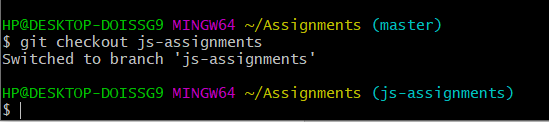 HP@DESKTOP-DOISSG9 MINGW64 ~/Assignments (master)
$ git checkout js-assignments
Switched to branch 'js-assignments'
HP@DESKTOP-DOISSG9 MINGW64 ~/Assignments (js-assignments)
$